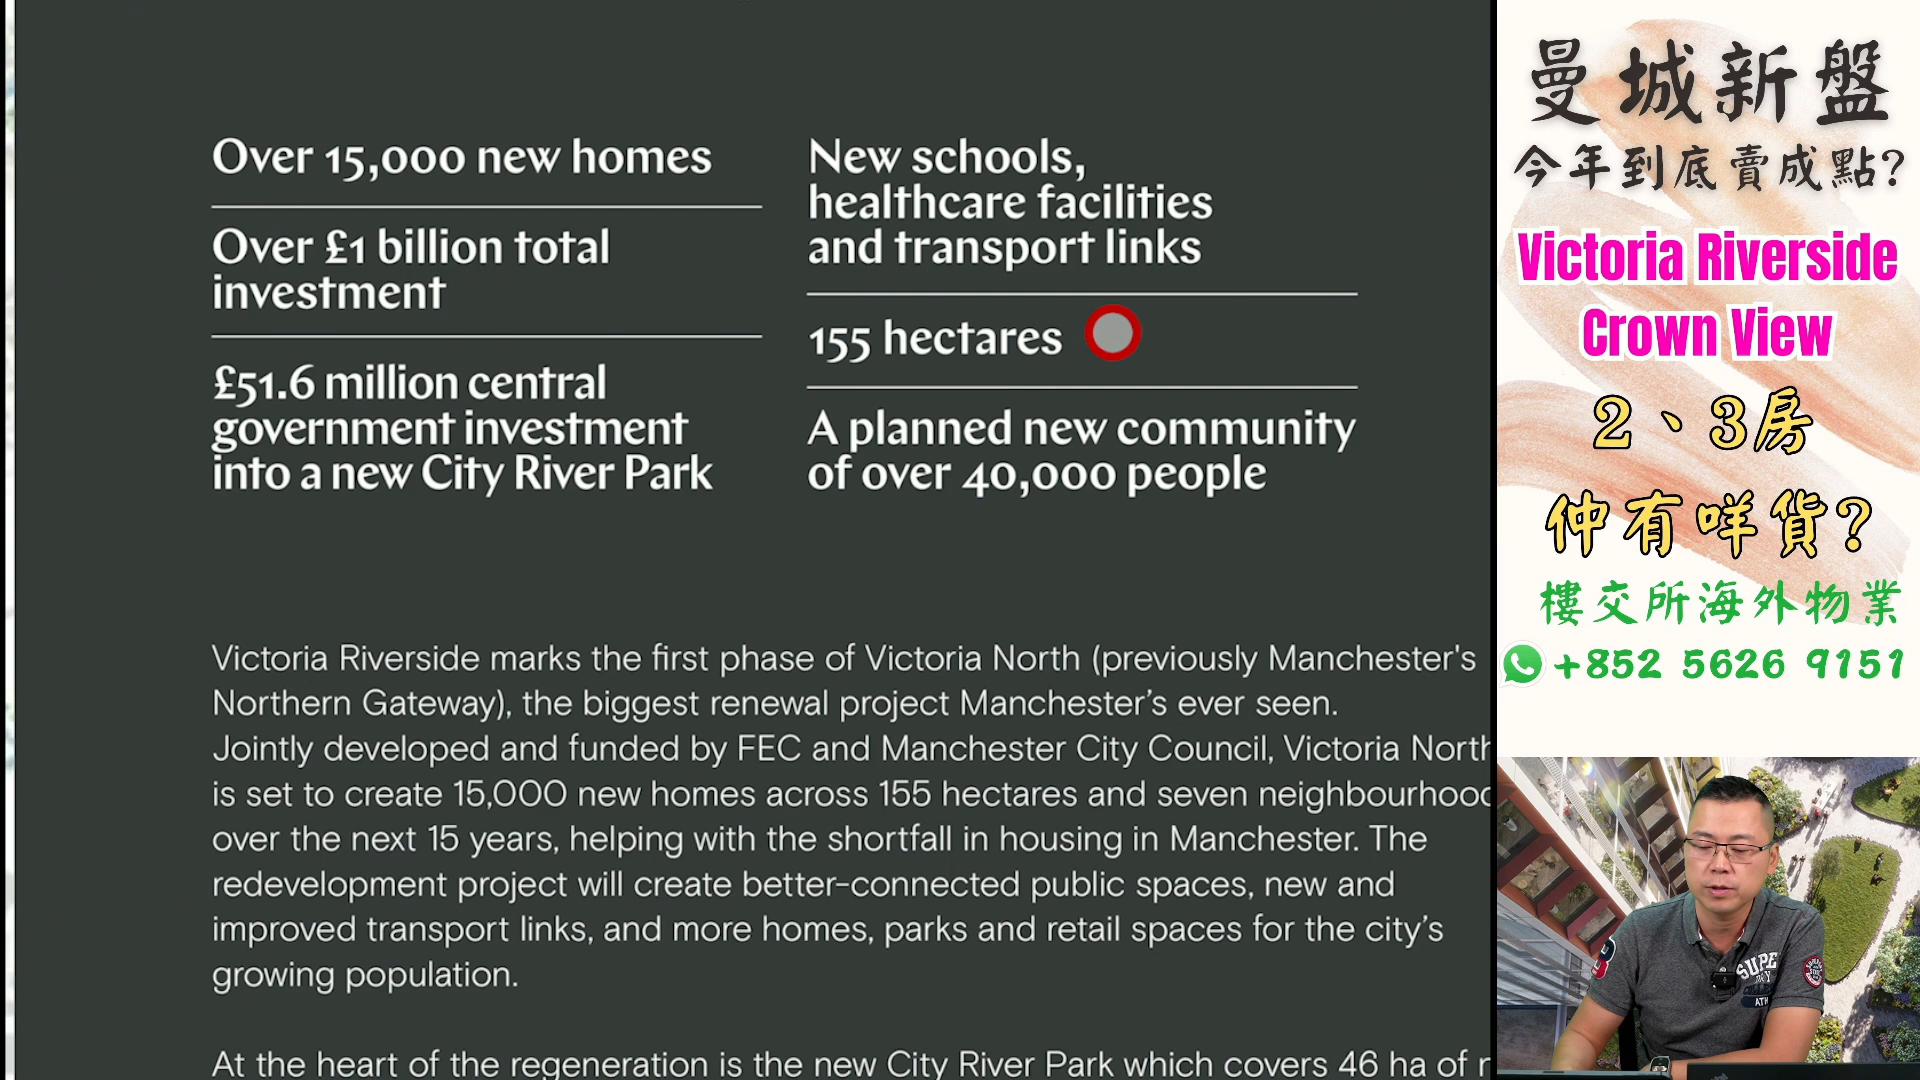 Over 15,000 new homes
Over £1 billion total
investment
£51.6 million central
government investment
into a new City River Park
New schools,
healthcare facilities
and transport links
155 hectares
A planned new community
of over 40,000 people
Victoria Riverside marks the first phase of Victoria North (previously Manchester's
Northern Gateway), the biggest renewal project Manchester’s ever seen.
Jointly developed and funded by FEC and Manchester City Council, Victoria North
is set to create 15,000 new homes across 155 hectares and seven neighbourhood
over the next 15 years, helping with the shortfall in housing in Manchester. The
redevelopment project will create better-connected public spaces, new and
improved transport links, and more homes, parks and retail spaces for the city’s
growing population.
At the heart of the regeneration is the new City River Park which covers 46 ha of
曼城新盤
今年到底賣成點?
Victoria Riverside
Crown View
2、3房
仲有咩貨?
樓交所海外物業
+852 5626 9151